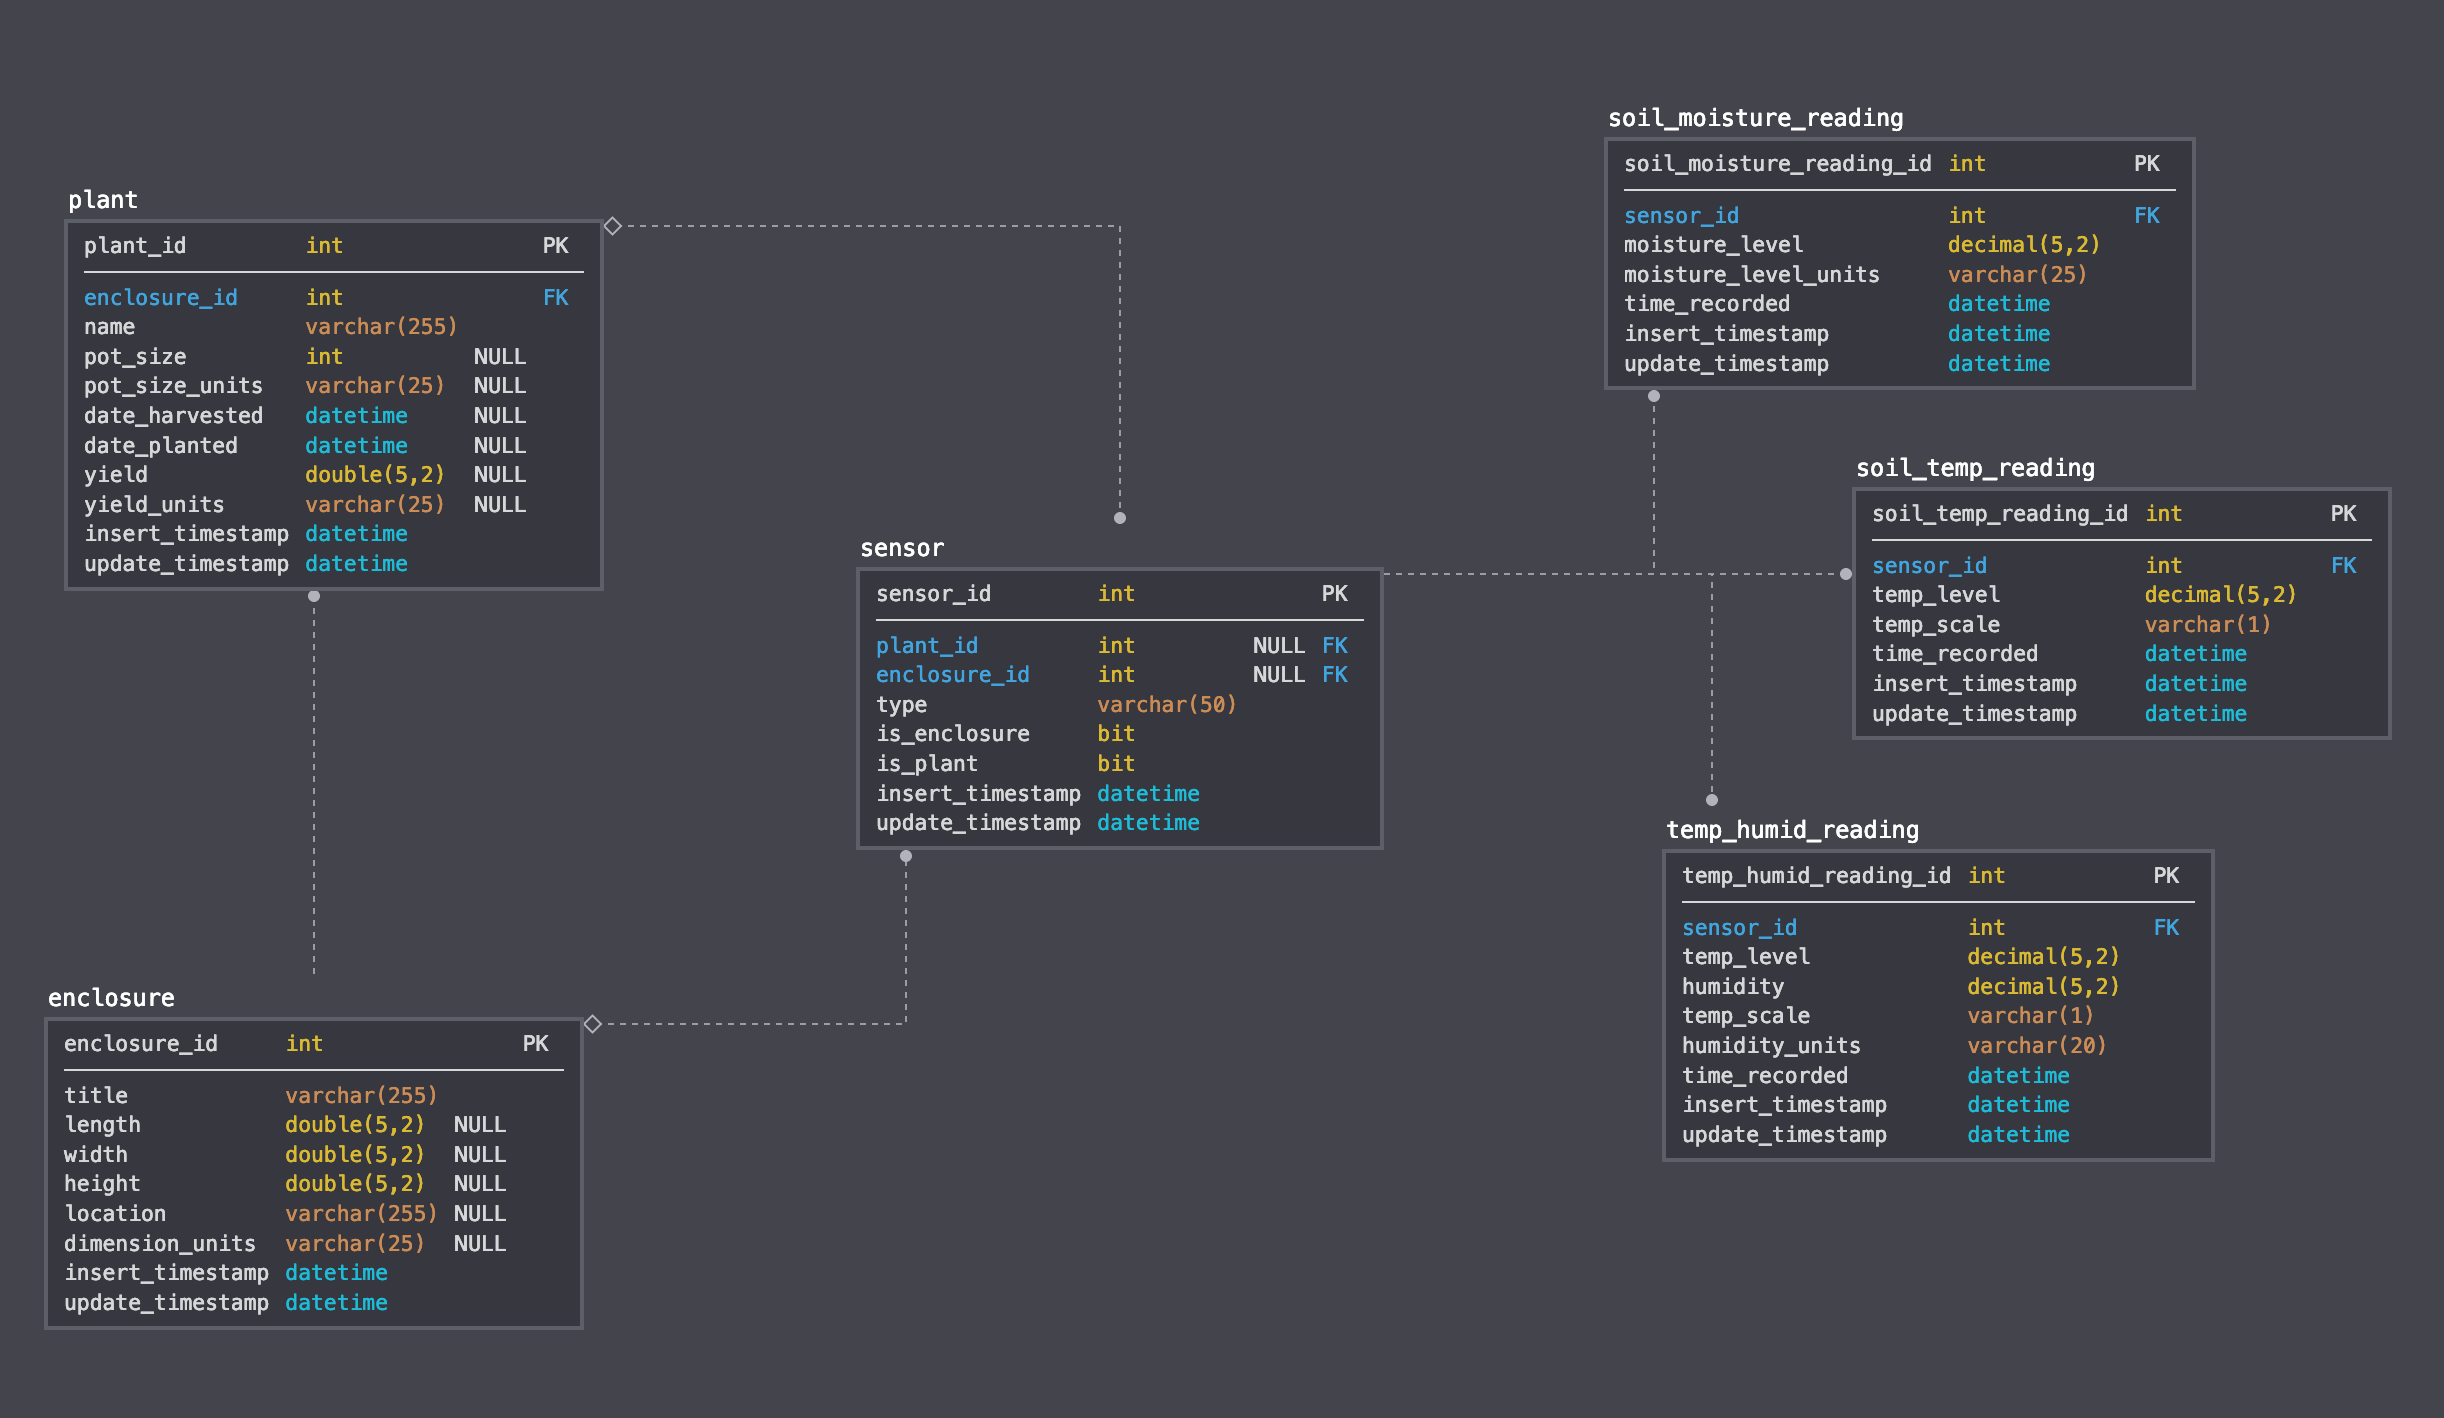 plant
plant_id int PK
enclosure_id int FK
name varchar(255)
pot_size int NULL
pot_size_units varchar(25) NULL
date_harvested datetime NULL
date_planted datetime NULL
yield double(5,2) NULL
yield_units varchar(25) NULL
insert_timestamp datetime
update_timestamp datetime
enclosure
enclosure_id int PK
title varchar(255)
length double(5,2) NULL
width double(5,2) NULL
height double(5,2) NULL
location varchar(255) NULL
dimension_units varchar(25) NULL
insert_timestamp datetime
update_timestamp datetime
sensor
sensor_id int PK
plant_id int NULL FK
enclosure_id int NULL FK
type varchar(50)
is_enclosure bit
is_plant bit
insert_timestamp datetime
update_timestamp datetime
soil_moisture_reading
soil_moisture_reading_id int PK
sensor_id int FK
moisture_level decimal(5,2)
moisture_level_units varchar(25)
time_recorded datetime
insert_timestamp datetime
update_timestamp datetime
soil_temp_reading
soil_temp_reading_id int PK
sensor_id int FK
temp_level decimal(5,2)
temp_scale varchar(1)
time_recorded datetime
insert_timestamp datetime
update_timestamp datetime
temp_humid_reading
temp_humid_reading_id int PK
sensor_id int FK
temp_level decimal(5,2)
humidity decimal(5,2)
temp_scale varchar(1)
humidity_units varchar(20)
time_recorded datetime
insert_timestamp datetime
update_timestamp datetime